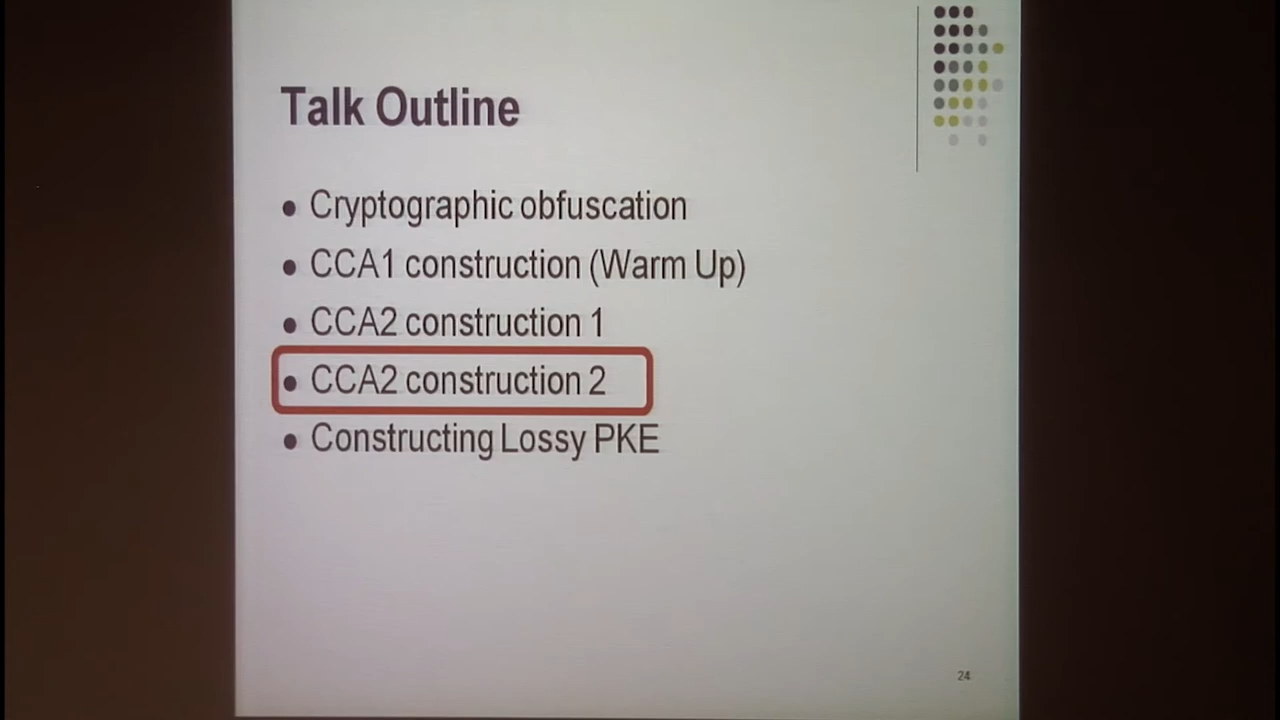 Talk Outline
Cryptographic obfuscation
CCA1 construction (Warm Up)
CCA2 construction 1
CCA2 construction 2
Constructing Lossy PKE
24